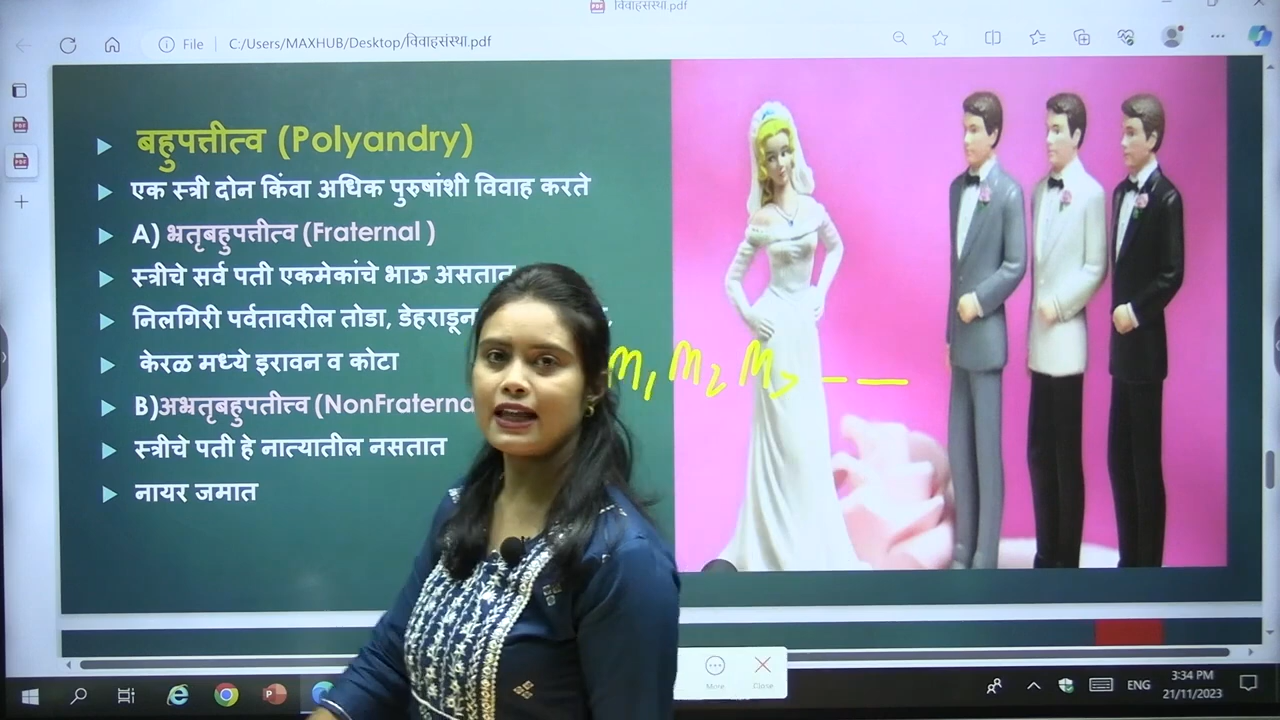 विवाहसंस्था.pdf
File C:/Users/MAXHUB/Desktop/विवाहसंस्था.pdf
बहुपत्तीत्व (Polyandry)
एक स्त्री दोन किंवा अधिक पुरुषांशी विवाह करते
A) भ्रतृबहुपत्तीत्व (Fraternal )
स्त्रीचे सर्व पती एकमेकांचे भाऊ असतात
निलगिरी पर्वतावरील तोडा, डेहराडून
केरळ मध्ये इरावन व कोटा
M1 M2 M3 — —
B)अभ्रतृबहुपतीत्त्व (NonFraterna
स्त्रीचे पती हे नात्यातील नसतात
नायर जमात
More Close
ENG 3:34 PM
21/11/2023